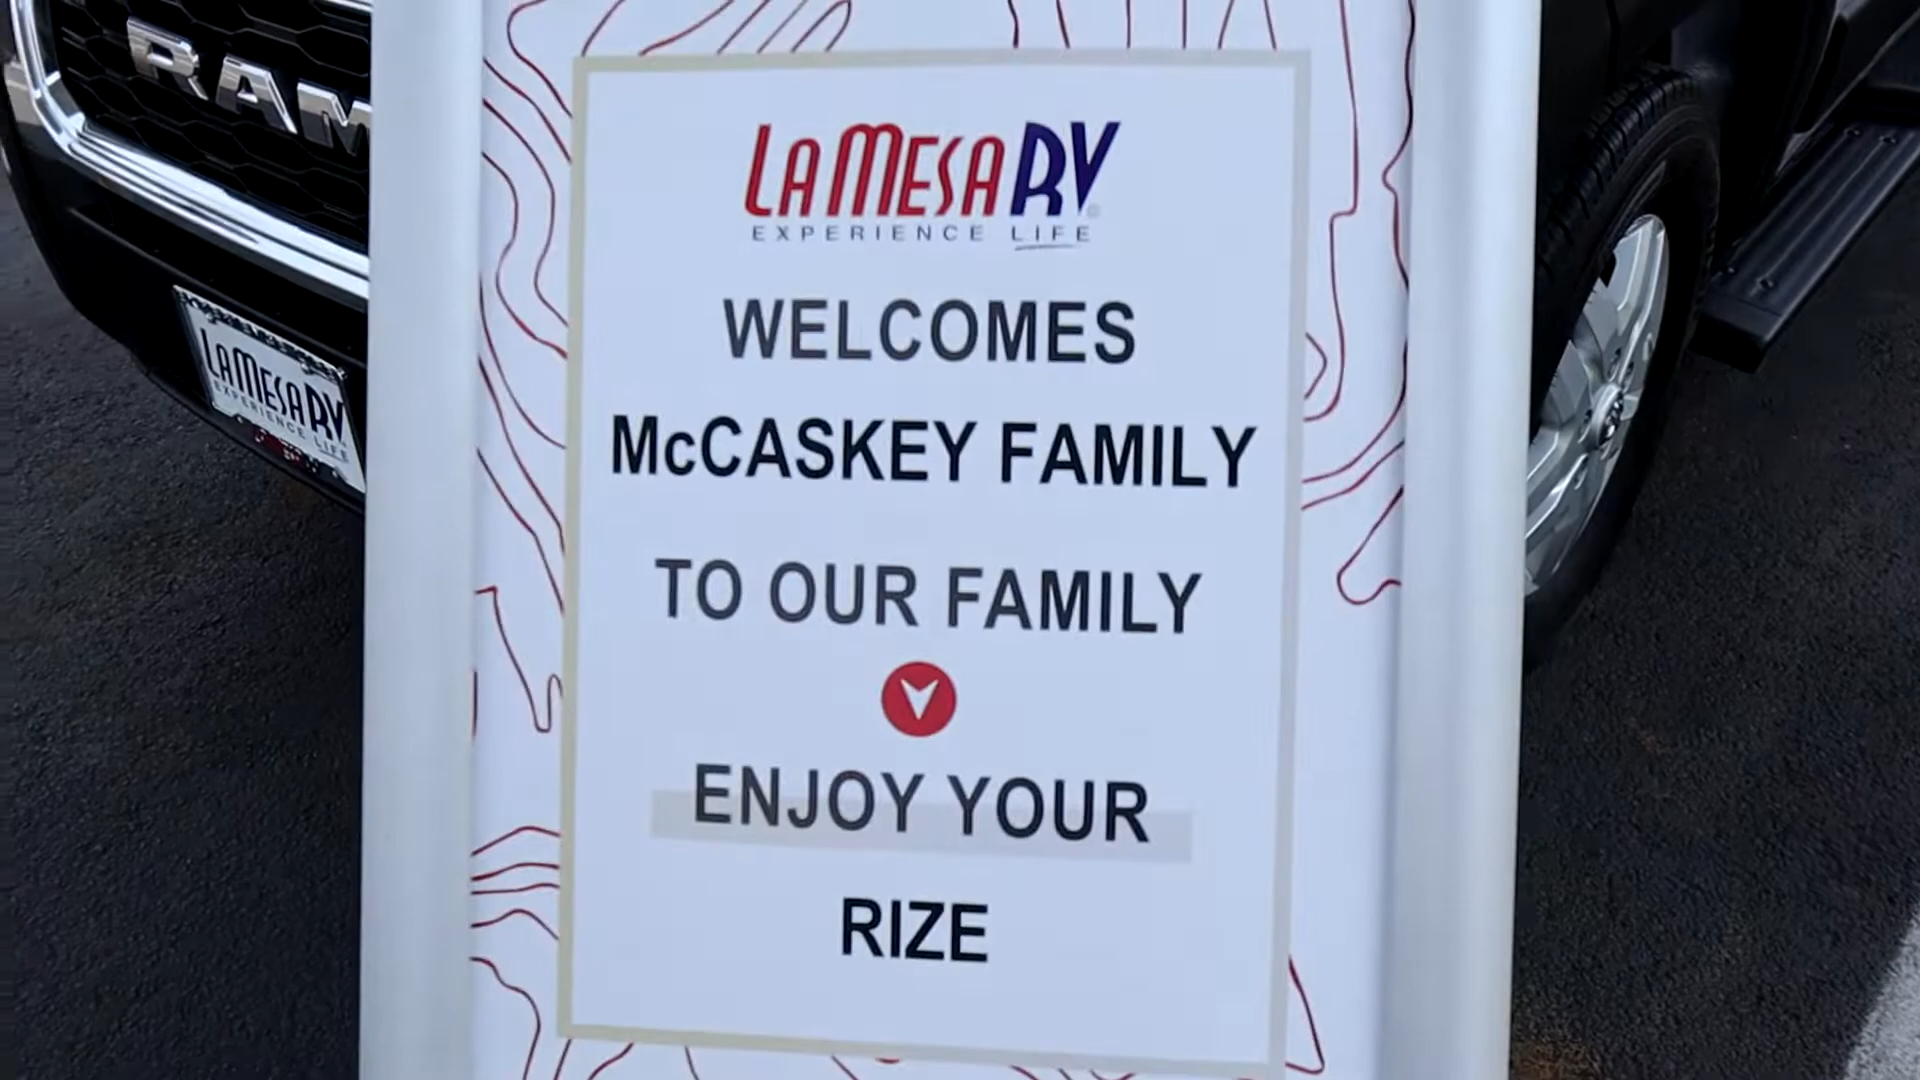 RAM
LAMESARV
EXPERIENCE LIFE
WELCOMES
McCASKEY FAMILY
TO OUR FAMILY
ENJOY YOUR
RIZE
LAMESARV
EXPERIENCE LIFE